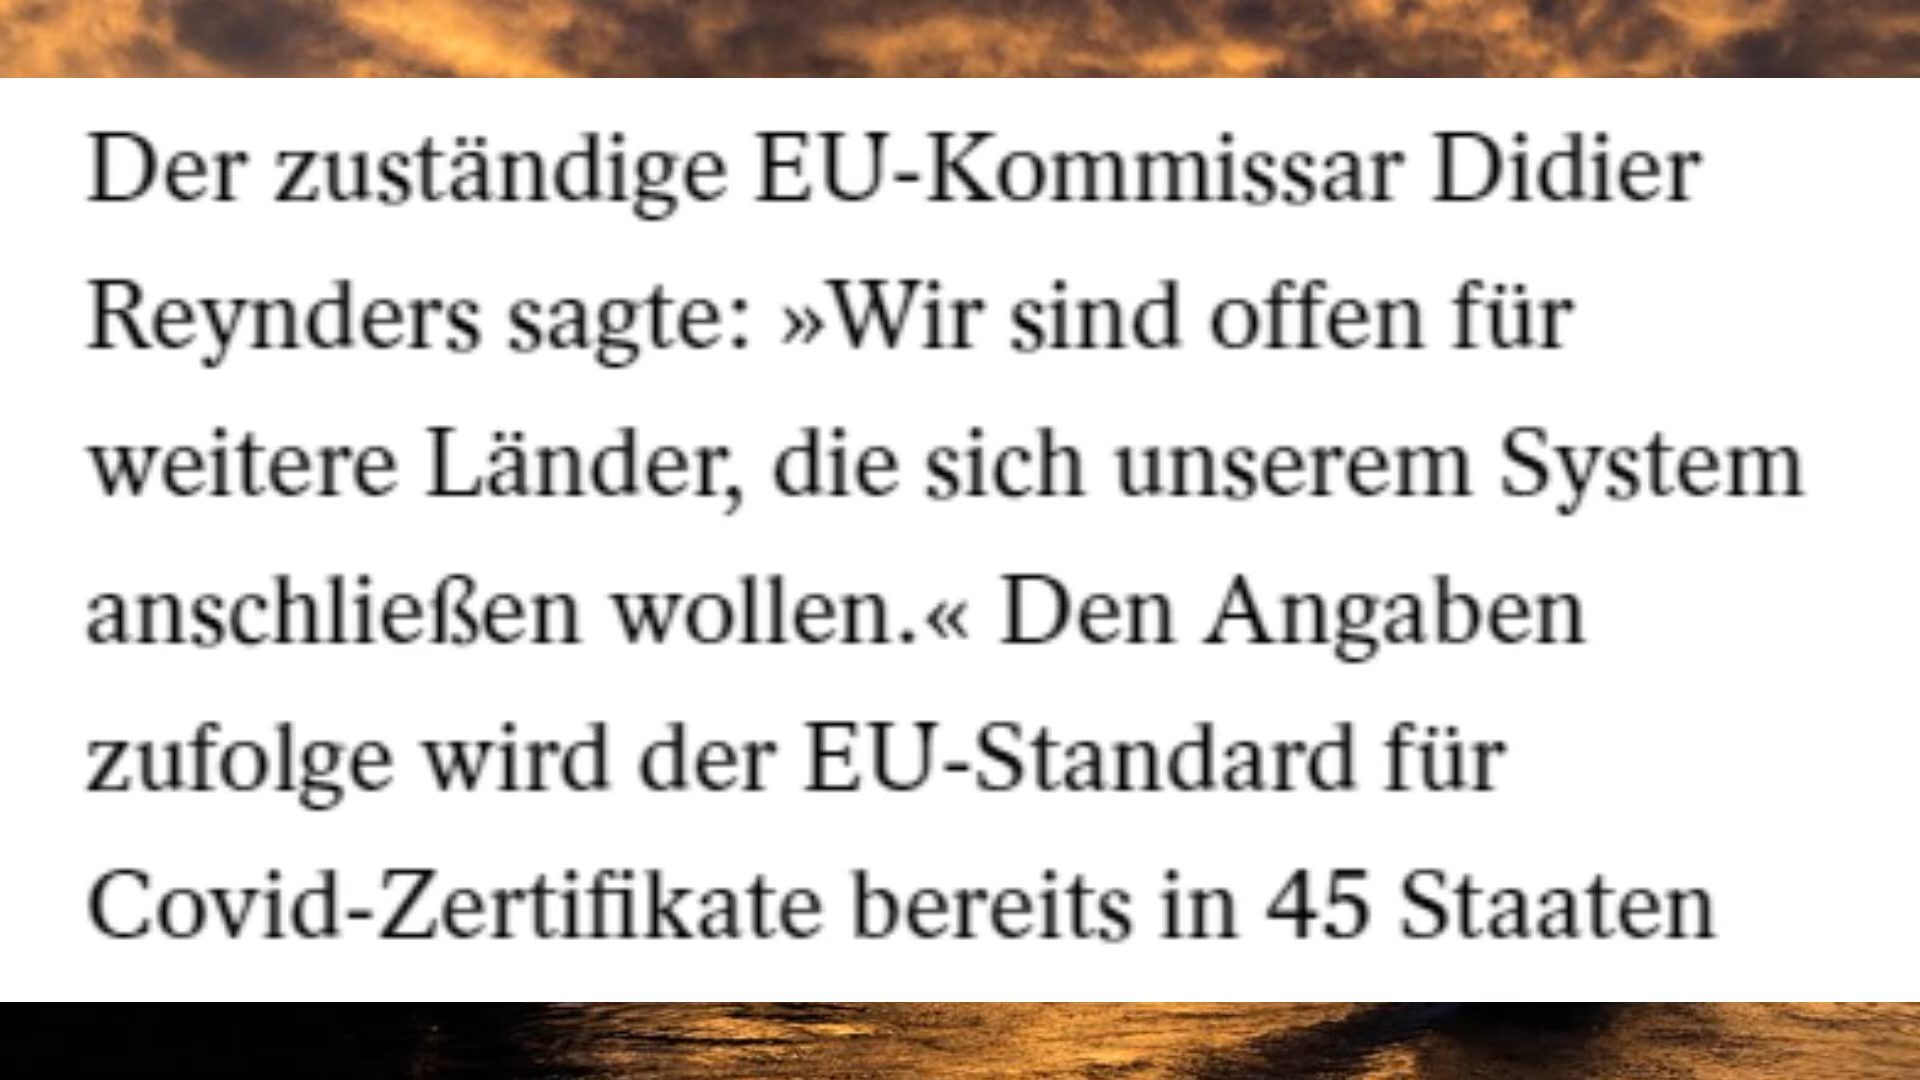 Der zuständige EU-Kommissar Didier
Reynders sagte: »Wir sind offen für
weitere Länder, die sich unserem System
anschließen wollen.« Den Angaben
zufolge wird der EU-Standard für
Covid-Zertifikate bereits in 45 Staaten